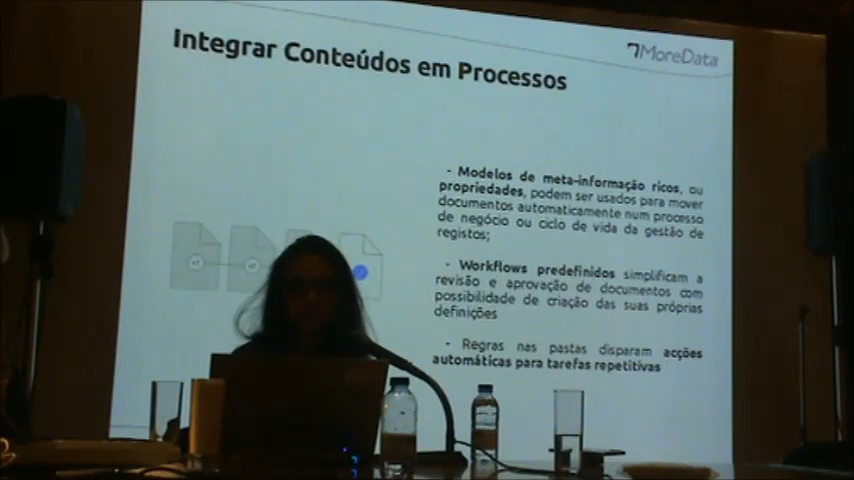 Integrar Conteúdos em Processos
MoreData
- Modelos de meta-informação ricos, ou
propriedades, podem ser usados para mover
documentos automaticamente num processo
de negócio ou ciclo de vida da gestão de
registos;
- Workflows predefinidos simplificam a
revisão e aprovação de documentos com
possibilidade de criação das suas próprias
definições
- Regras nas pastas disparam acções
automáticas para tarefas repetitivas